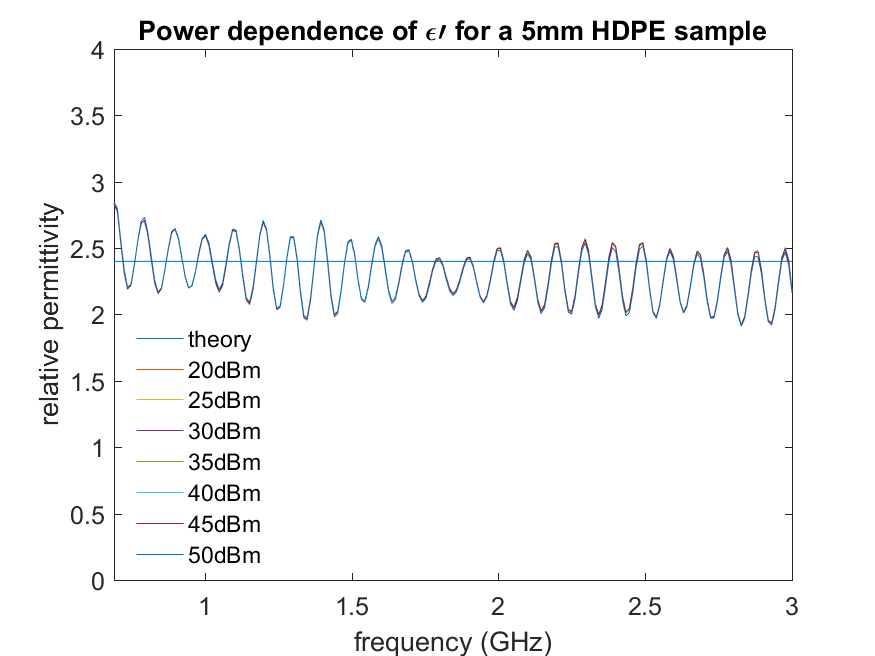 Power dependence of ϵ′ for a 5mm HDPE sample
4
3.5
3
2.5
2
1.5
1
0.5
0
relative permittivity
theory
20dBm
25dBm
30dBm
35dBm
40dBm
45dBm
50dBm
1 1.5 2 2.5 3
frequency (GHz)